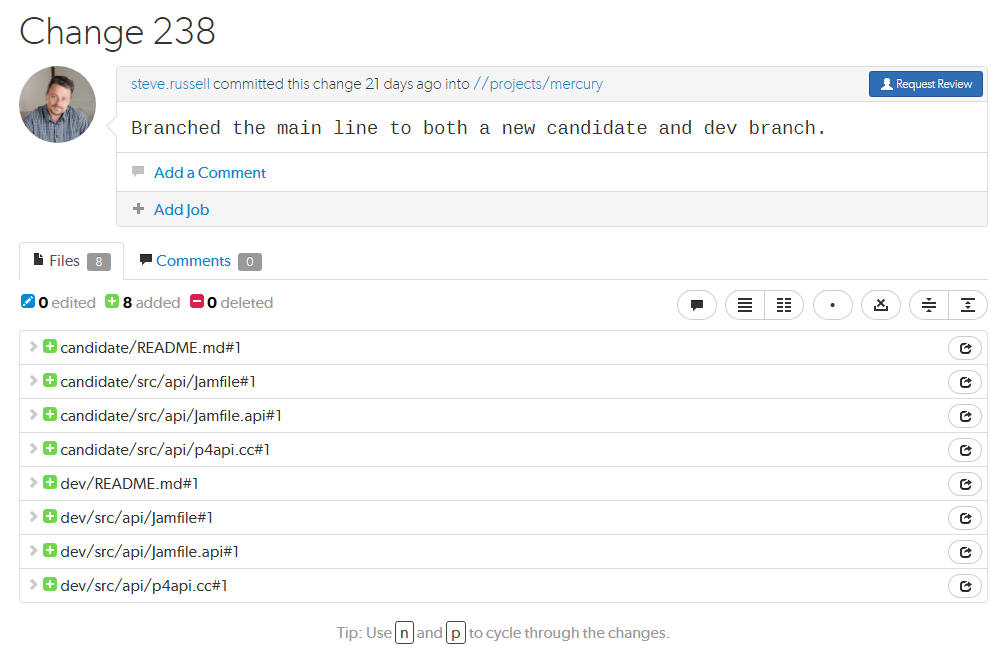 Change 238
steve.russell committed this change 21 days ago into //projects/mercury
Request Review
Branched the main line to both a new candidate and dev branch.
Add a Comment
Add Job
Files 8
Comments 0
0 edited 8 added 0 deleted
candidate/README.md#1
candidate/src/api/Jamfile#1
candidate/src/api/Jamfile.api#1
candidate/src/api/p4api.cc#1
dev/README.md#1
dev/src/api/Jamfile#1
dev/src/api/Jamfile.api#1
dev/src/api/p4api.cc#1
Tip: Use n and p to cycle through the changes.